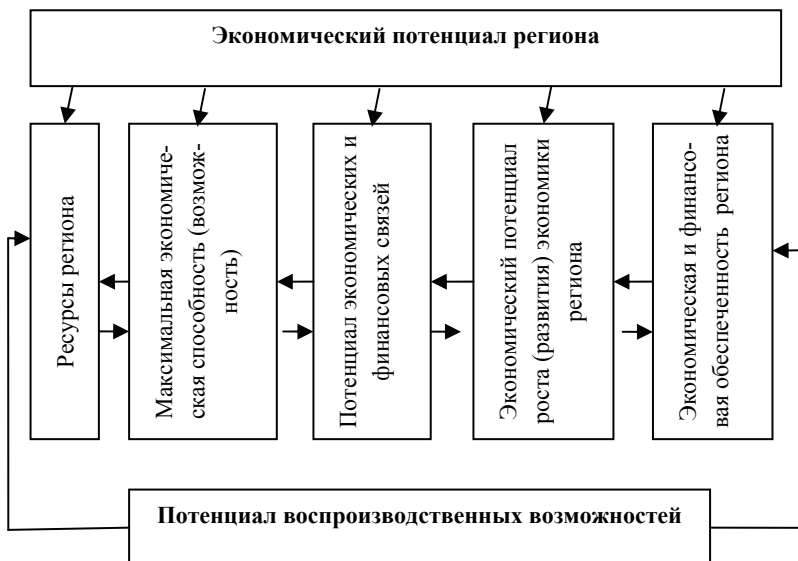 Экономический потенциал региона
Ресурсы региона
Максимальная экономиче-
ская способность (возмож-
ность)
Потенциал экономических и
финансовых связей
Экономический потенциал
роста (развития) экономики
региона
Экономическая и финансо-
вая обеспеченность региона
Потенциал воспроизводственных возможностей